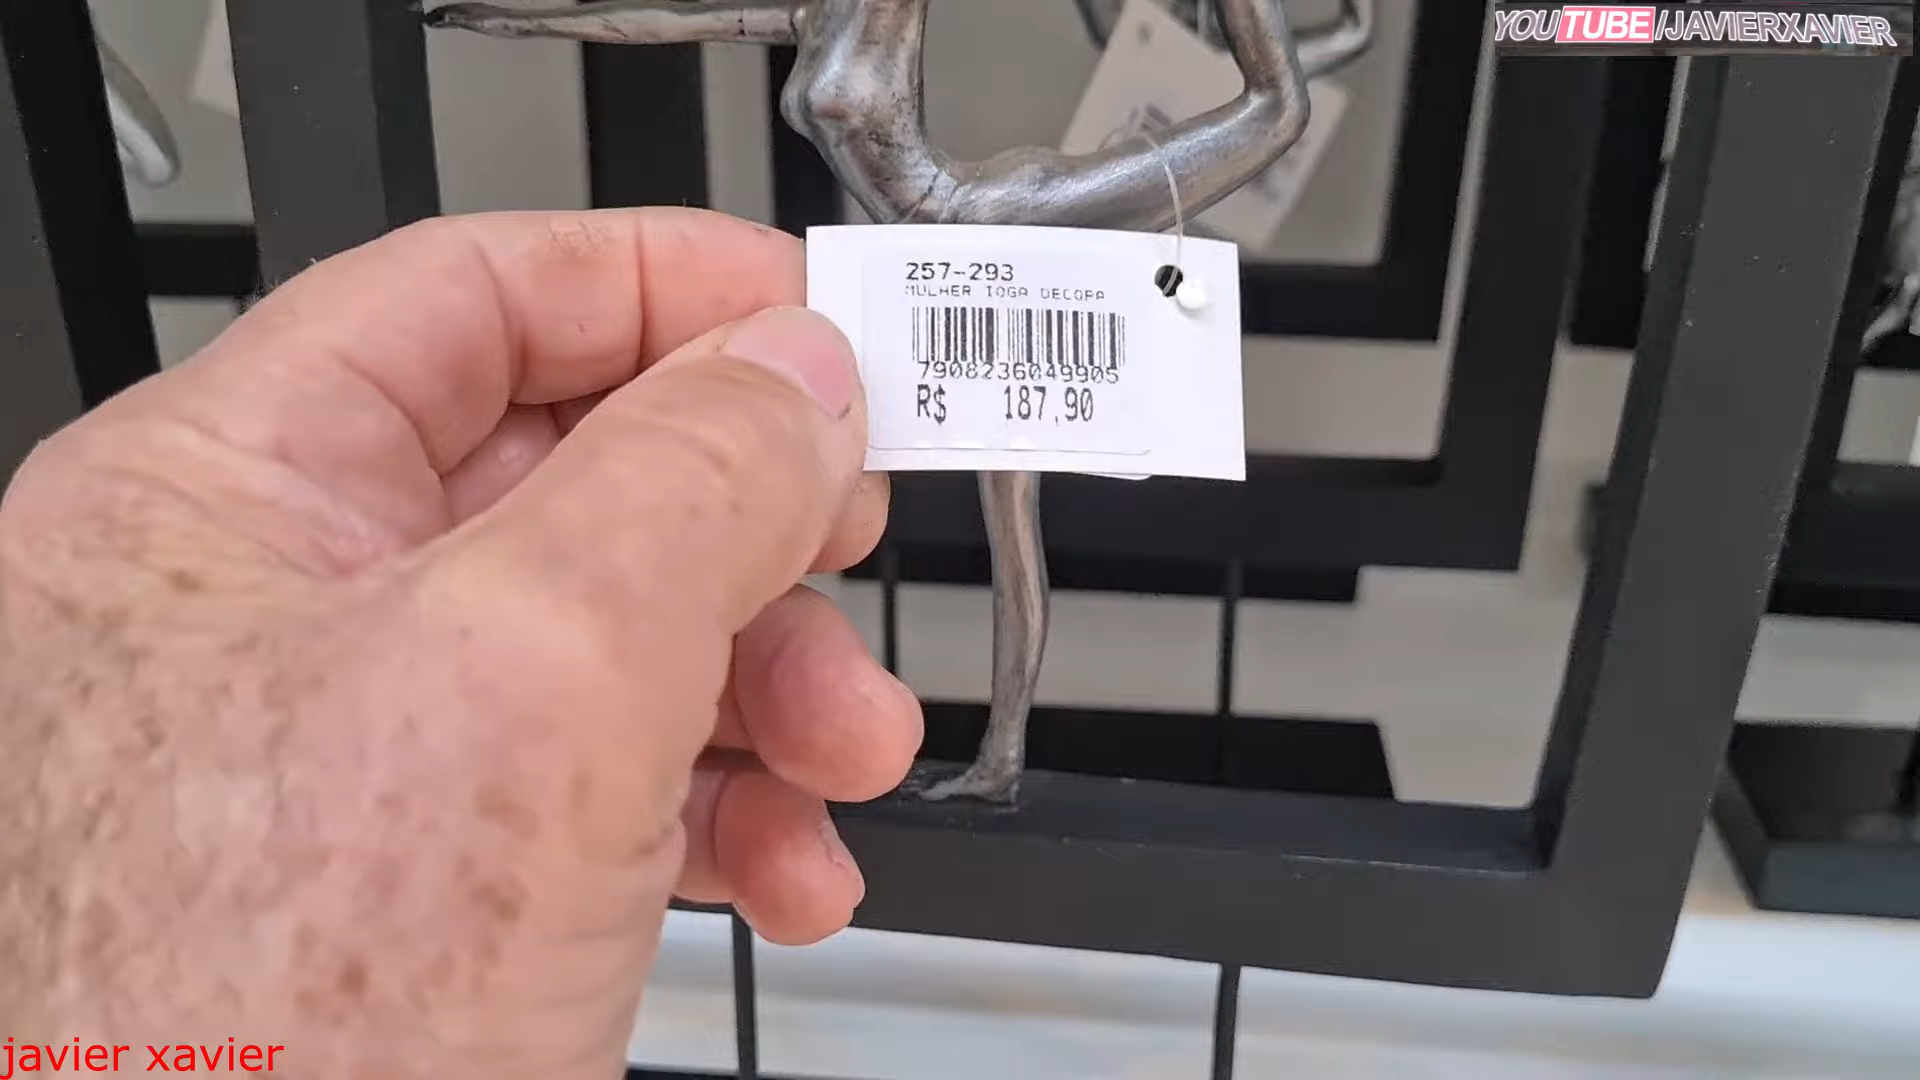 YOUTUBE/JAVIERXAVIER
257-293
MULHER IOGA DECORA
7908236049905
R$ 187,90
javier xavier